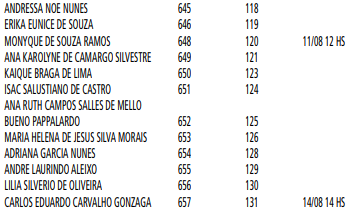 ANDRESSA NOE NUNES 645 118
ERIKA EUNICE DE SOUZA 646 119
MONYQUE DE SOUZA RAMOS 648 120 11/08 12 HS
ANA KAROLYNE DE CAMARGO SILVESTRE 649 121
KAIQUE BRAGA DE LIMA 650 123
ISAC SALUSTIANO DE CASTRO 651 124
ANA RUTH CAMPOS SALLES DE MELLO
BUENO PAPPALARDO 652 125
MARIA HELENA DE JESUS SILVA MORAIS 653 126
ADRIANA GARCIA NUNES 654 128
ANDRE LAURINDO ALEIXO 655 129
LILIA SILVERIO DE OLIVEIRA 656 130
CARLOS EDUARDO CARVALHO GONZAGA 657 131 14/08 14 HS